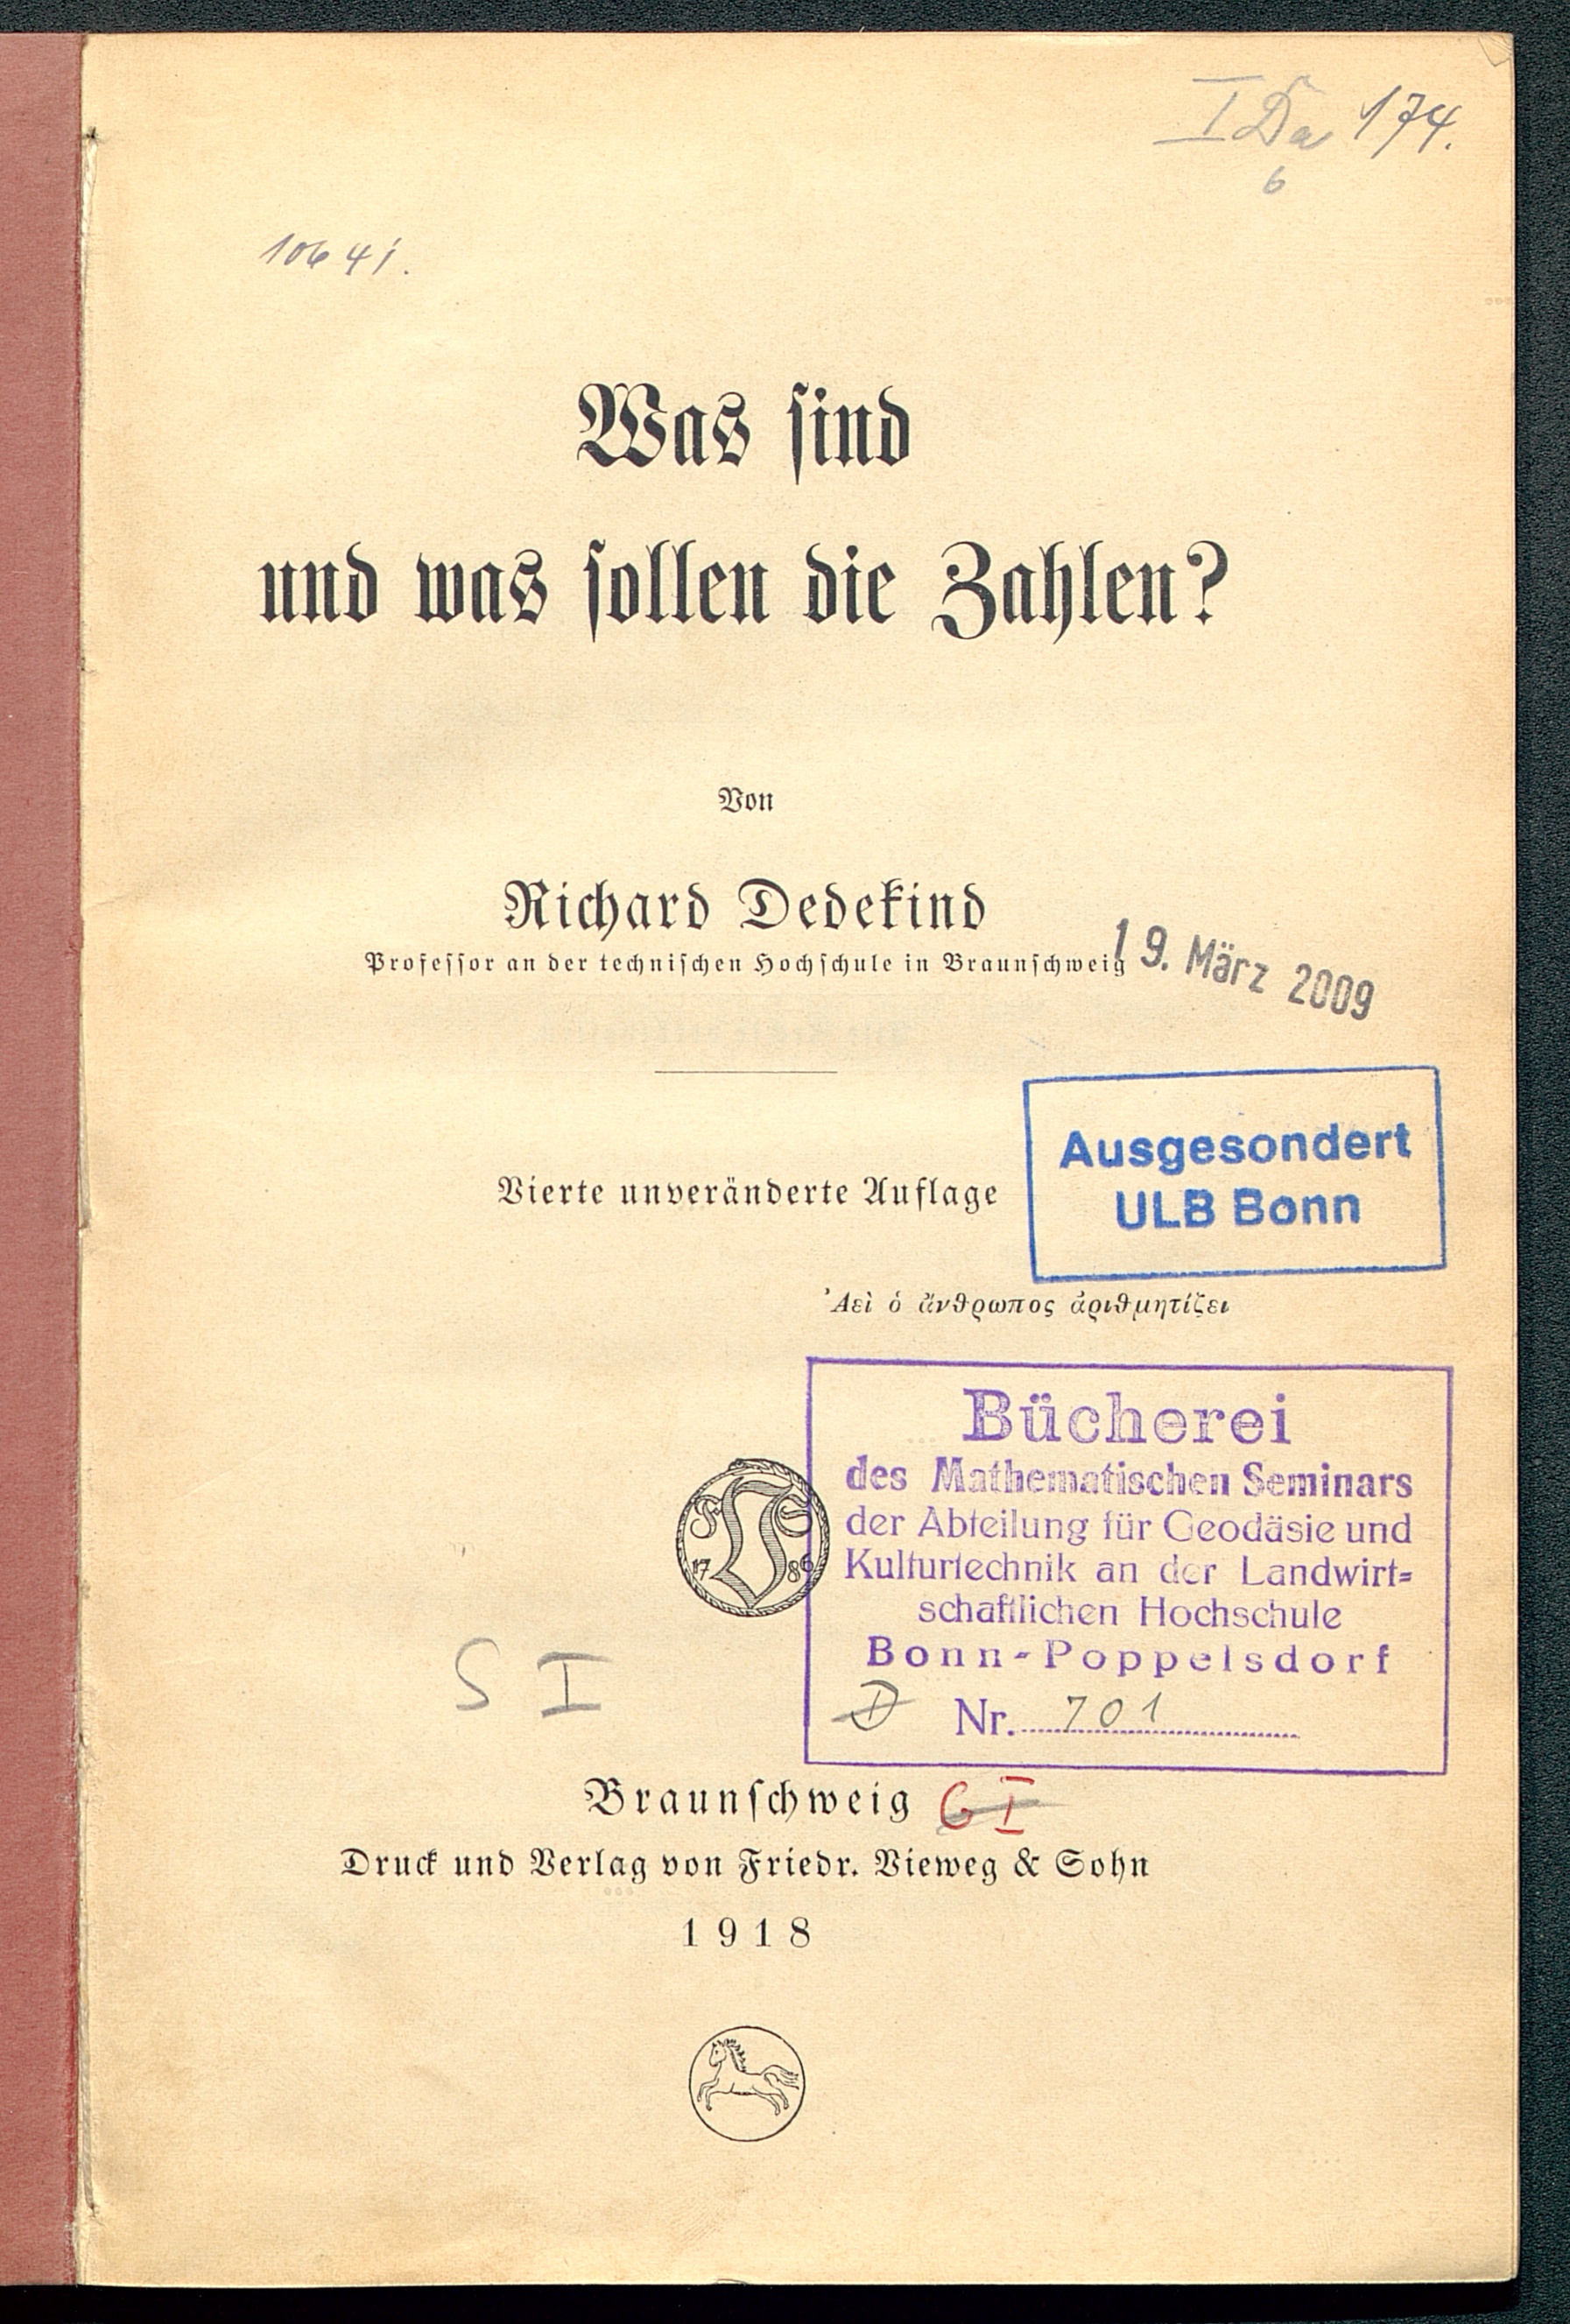 I Da 174.
6
10641.
Was sind
und was sollen die Zahlen?
Von
Richard Dedekind
Professor an der technischen Hochschule in Braunschweig
19. März 2009
Vierte unveränderte Auflage
Ausgesondert
ULB Bonn
Ἀεὶ ὁ ἄνθρωπος ἀριθμητίζει
Bücherei
des Mathematischen Seminars
der Abteilung für Geodäsie und
Kulturtechnik an der Landwirt=
schaftlichen Hochschule
Bonn-Poppelsdorf
D Nr. 701
F V S
17 86
S I
Braunschweig G I
Druck und Verlag von Friedr. Vieweg & Sohn
1918